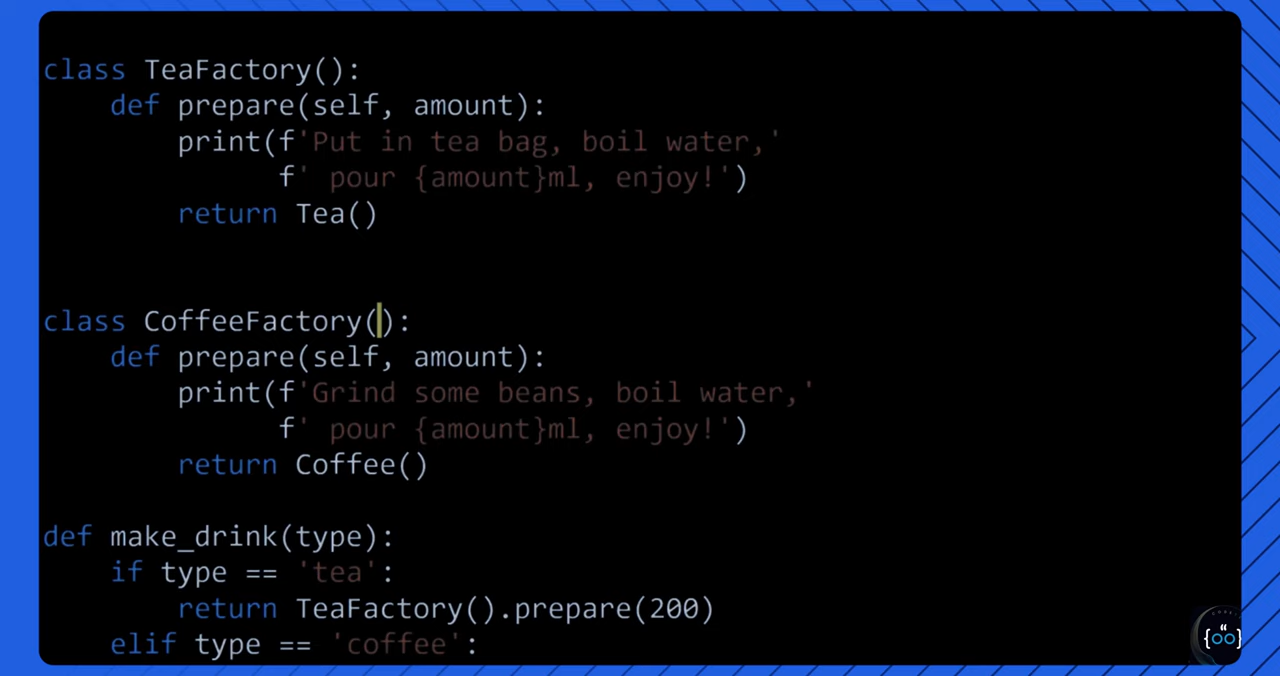 class TeaFactory():
    def prepare(self, amount):
        print(f'Put in tea bag, boil water,'
              f' pour {amount}ml, enjoy!')
        return Tea()
class CoffeeFactory():
    def prepare(self, amount):
        print(f'Grind some beans, boil water,'
              f' pour {amount}ml, enjoy!')
        return Coffee()
def make_drink(type):
    if type == 'tea':
        return TeaFactory().prepare(200)
    elif type == 'coffee':